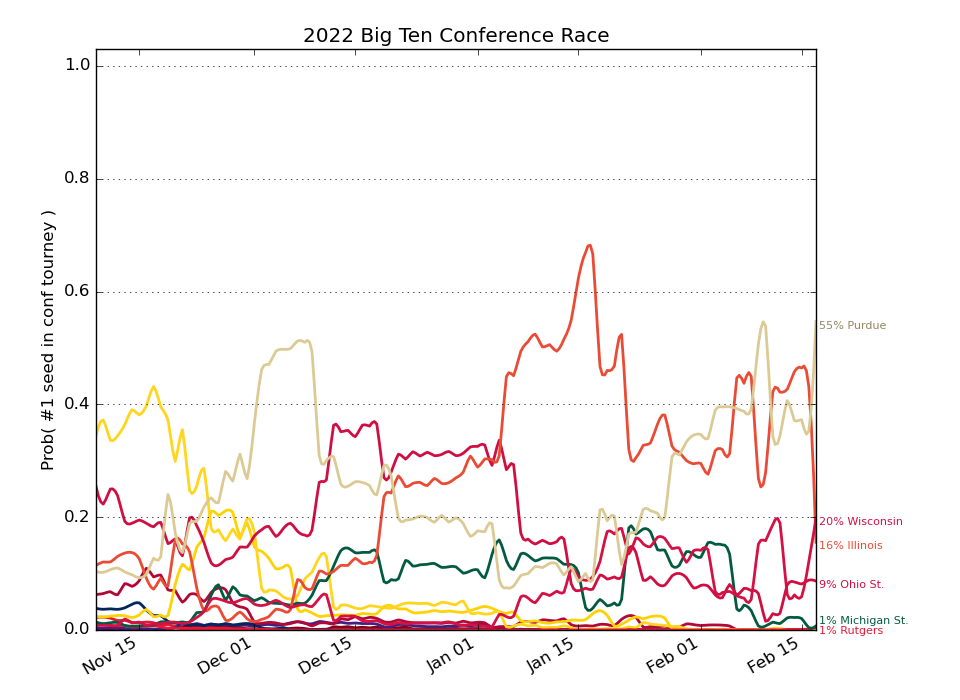 2022 Big Ten Conference Race
Prob( #1 seed in conf tourney )
1.0
0.8
0.6
0.4
0.2
0.0
Nov 15
Dec 01
Dec 15
Jan 01
Jan 15
Feb 01
Feb 15
55% Purdue
20% Wisconsin
16% Illinois
9% Ohio St.
1% Michigan St.
1% Rutgers